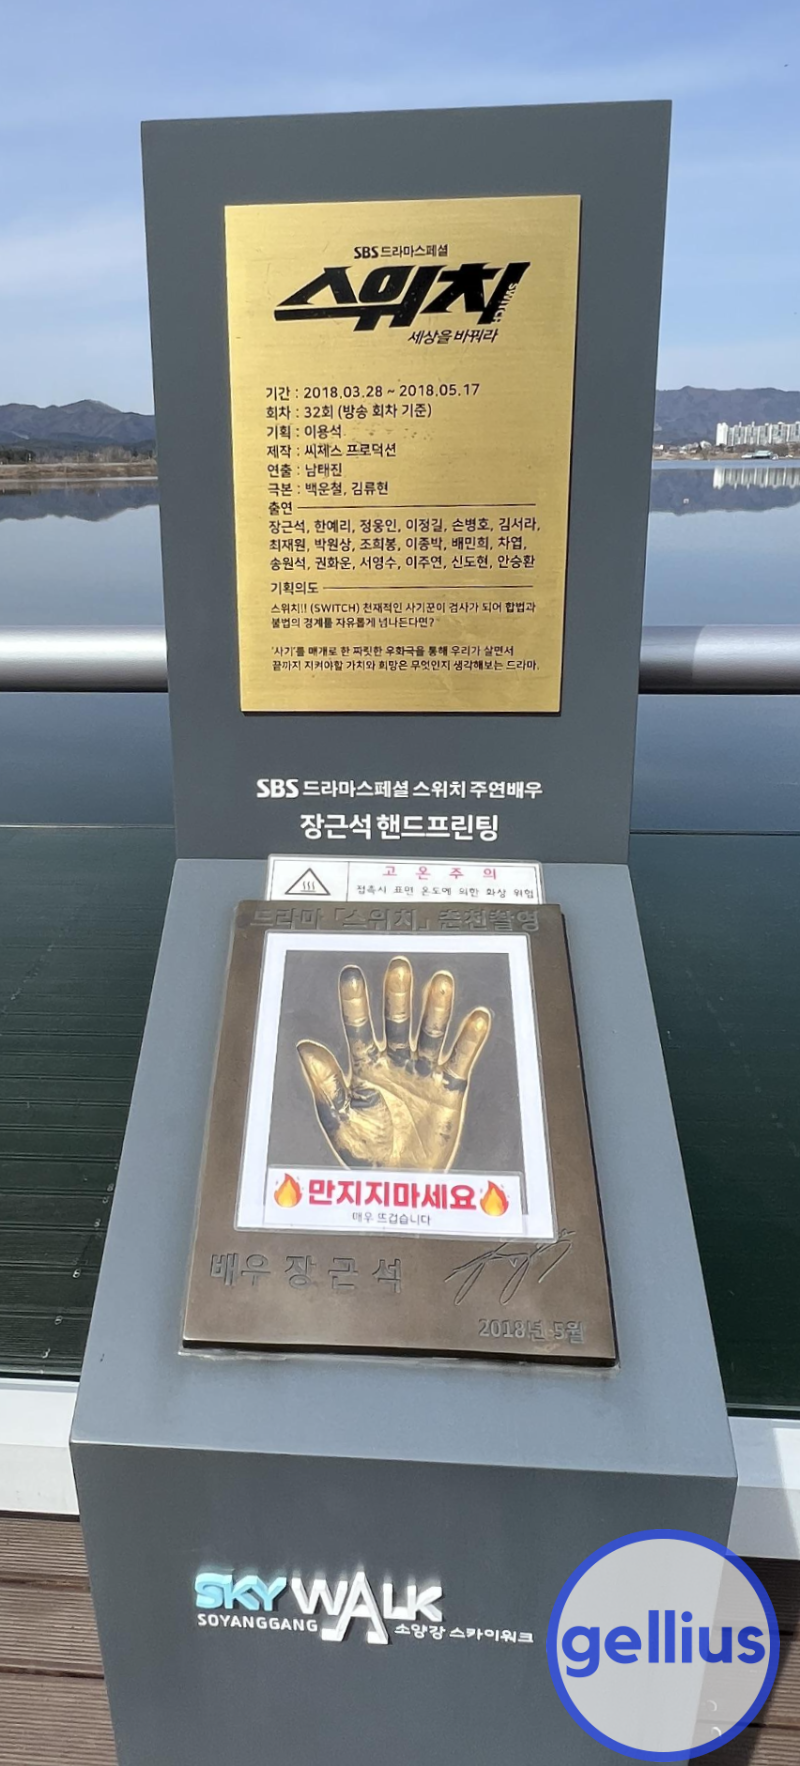 SBS 드라마스페셜
스위치
SWITCH
세상을 바꿔라
기간 : 2018.03.28 ~ 2018.05.17
회차 : 32회 (방송 회차 기준)
기획 : 이용석
제작 : 씨제스 프로덕션
연출 : 남태진
극본 : 백운철, 김류현
출연
장근석, 한예리, 정웅인, 이정길, 손병호, 김서라,
최재원, 박원상, 조희봉, 이종박, 배민희, 차엽,
송원석, 권화운, 서영수, 이주연, 신도현, 안승환
기획의도
스위치!! (SWITCH) 천재적인 사기꾼이 검사가 되어 합법과
불법의 경계를 자유롭게 넘나든다면?
'사기'를 매개로 한 짜릿한 우화극을 통해 우리가 살면서
끝까지 지켜야할 가치와 희망은 무엇인지 생각해보는 드라마.
SBS 드라마스페셜 스위치 주연배우
장근석 핸드프린팅
고온주의
접촉시 표면 온도에 의한 화상 위험
드라마 「스위치」 춘천촬영
만지지마세요
매우 뜨겁습니다
배우 장근석
2018년 5월
SKYWALK
SOYANGGANG 소양강 스카이워크
gellius